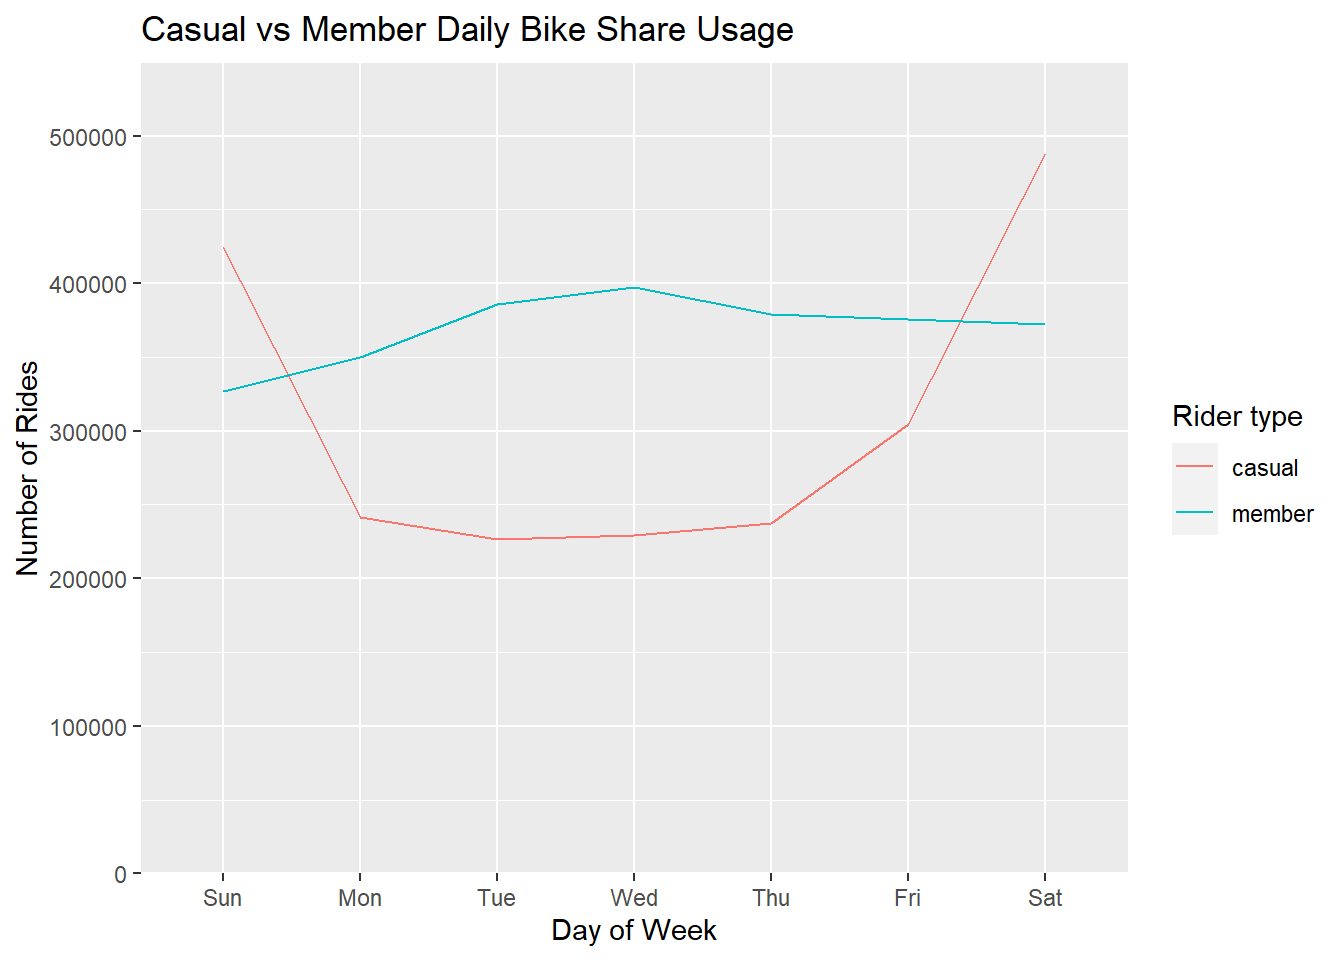 Casual vs Member Daily Bike Share Usage
Number of Rides
500000
400000
300000
200000
100000
0
Sun Mon Tue Wed Thu Fri Sat
Day of Week
Rider type
casual
member